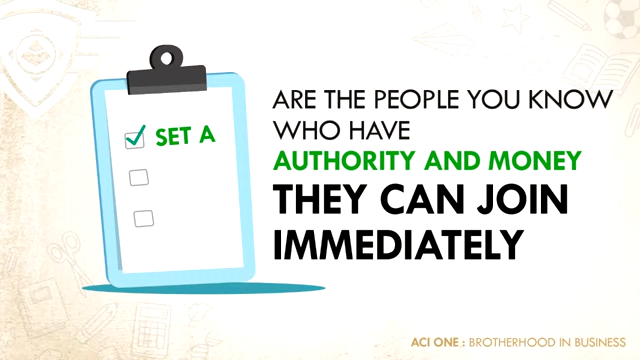 SET A
ARE THE PEOPLE YOU KNOW
WHO HAVE
AUTHORITY AND MONEY
THEY CAN JOIN
IMMEDIATELY
ACI ONE : BROTHERHOOD IN BUSINESS